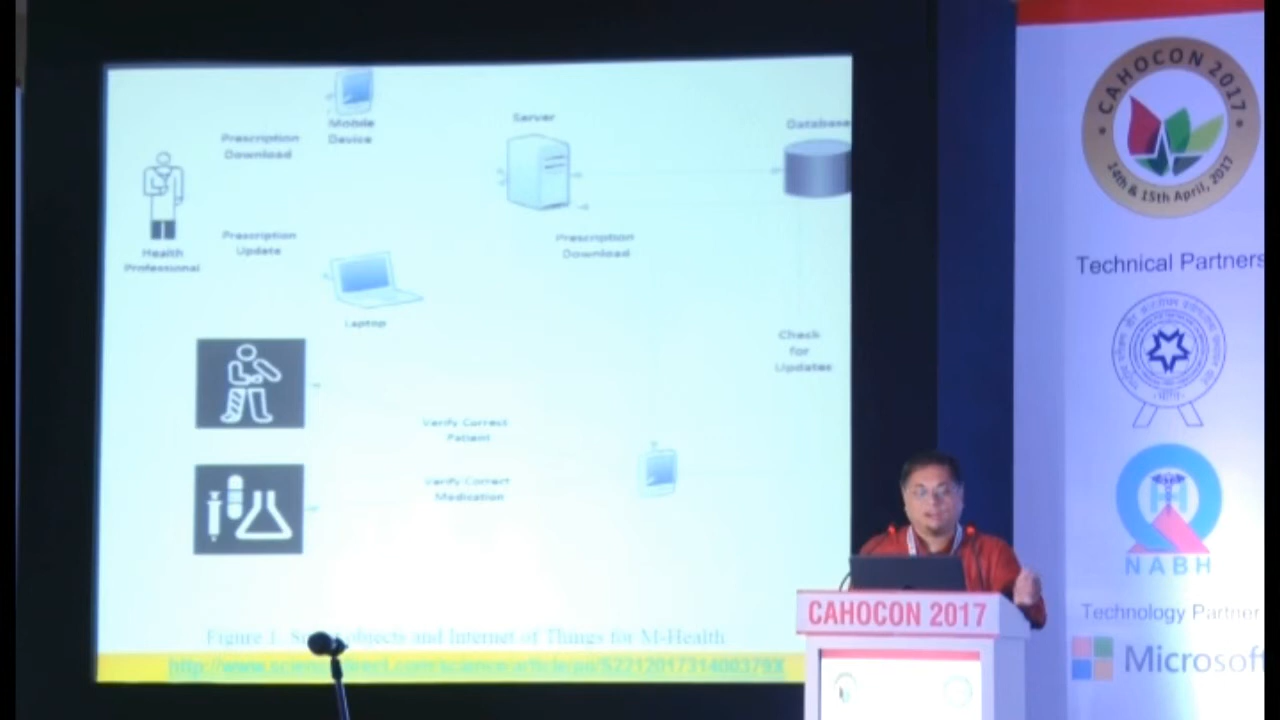 Mobile
Device
Prescription
Download
Server
Database
Health
Professional
Prescription
Update
Prescription
Download
Laptop
Check
for
Updates
Verify Correct
Patient
Verify Correct
Medication
Figure 1. objects and Internet of Things for M-Health
CAHOCON 2017
14th & 15th April, 2017
Technical Partners
NABH
Technology Partner
Microsoft
CAHOCON 2017